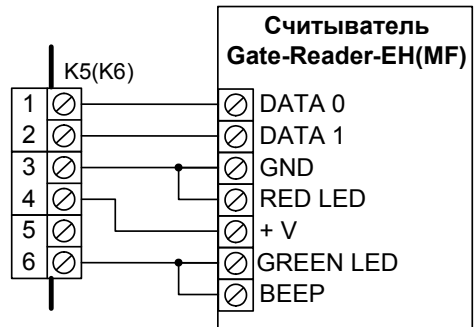 Считыватель
Gate-Reader-EH(MF)
K5(K6)
1 DATA 0
2 DATA 1
3 GND
4 RED LED
5 + V
6 GREEN LED
BEEP